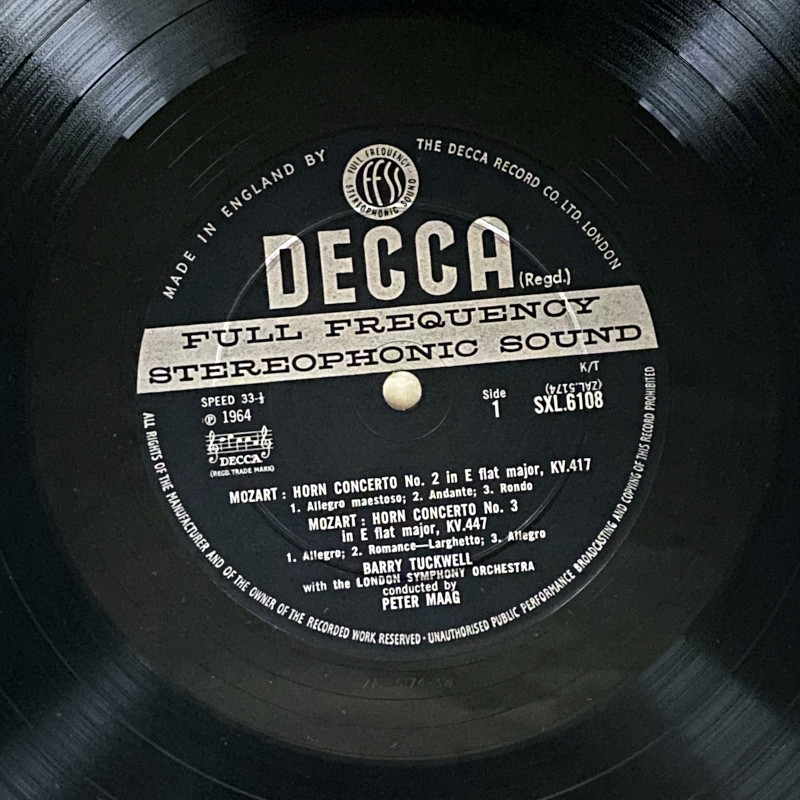 MADE IN ENGLAND BY
THE DECCA RECORD CO. LTD. LONDON
FULL FREQUENCY
FFSS
STEREOPHONIC SOUND
DECCA
(Regd.)
FULL FREQUENCY
STEREOPHONIC SOUND
K/T
SPEED 33-⅓
℗ 1964
Side
1
(ZAL.5174)
SXL.6108
DECCA
(REGD. TRADE MARK)
MOZART : HORN CONCERTO No. 2 in E flat major, KV.417
1. Allegro maestoso; 2. Andante; 3. Rondo
MOZART : HORN CONCERTO No. 3
in E flat major, KV.447
1. Allegro; 2. Romance—Larghetto; 3. Allegro
BARRY TUCKWELL
with the LONDON SYMPHONY ORCHESTRA
conducted by
PETER MAAG
ALL RIGHTS OF THE MANUFACTURER AND OF THE OWNER OF THE RECORDED WORK RESERVED · UNAUTHORISED PUBLIC PERFORMANCE BROADCASTING AND COPYING OF THIS RECORD PROHIBITED